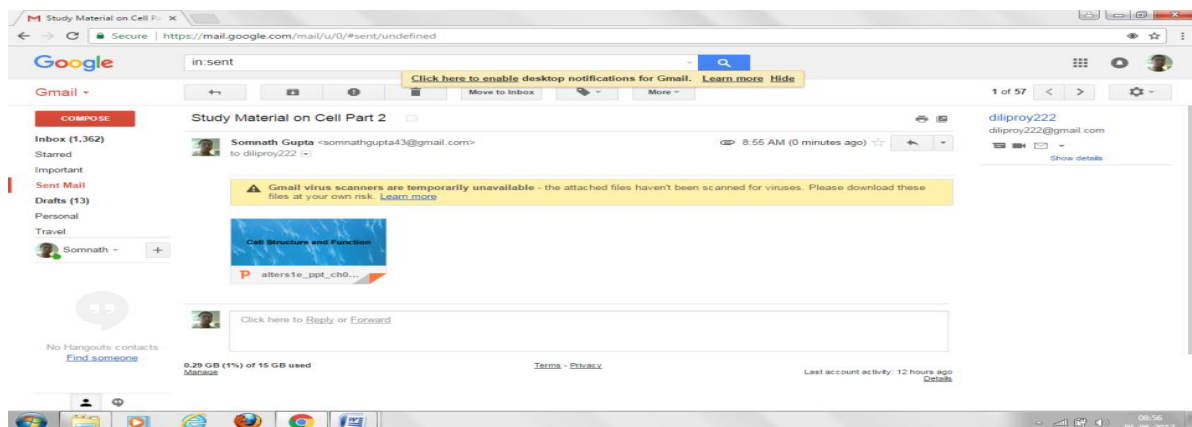 Study Material on Cell P
Secure | https://mail.google.com/mail/u/0/#sent/undefined
Google
in:sent
Click here to enable desktop notifications for Gmail. Learn more Hide
Gmail
Move to Inbox
More
1 of 57
COMPOSE
Inbox (1,362)
Starred
Important
Sent Mail
Drafts (13)
Personal
Travel
Somnath
No Hangouts contacts
Find someone
Study Material on Cell Part 2
Somnath Gupta <somnathgupta43@gmail.com>
to diliproy222
8:55 AM (0 minutes ago)
Gmail virus scanners are temporarily unavailable - the attached files haven't been scanned for viruses. Please download these
files at your own risk. Learn more
Cell Structure and Function
P alters1e_ppt_ch0...
Click here to Reply or Forward
0.29 GB (1%) of 15 GB used
Manage
Terms - Privacy
Last account activity: 12 hours ago
Details
diliproy222
diliproy222@gmail.com
Show details
08:56